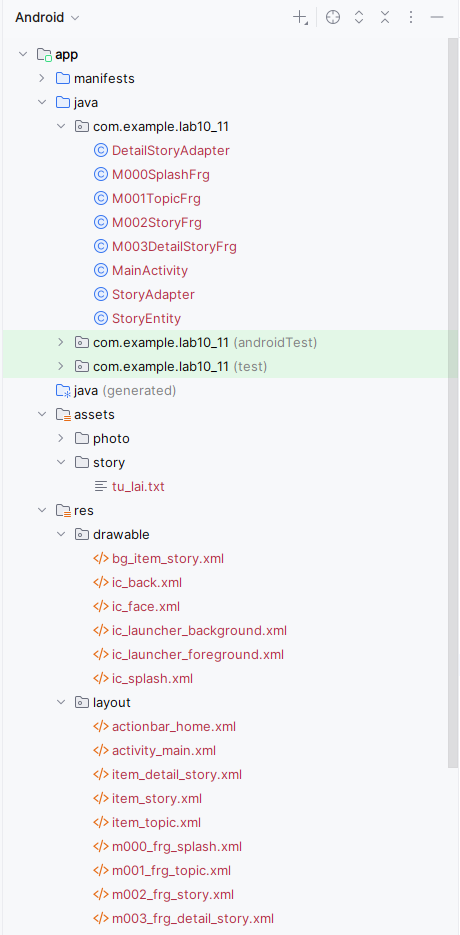 Android
app
manifests
java
com.example.lab10_11
DetailStoryAdapter
M000SplashFrg
M001TopicFrg
M002StoryFrg
M003DetailStoryFrg
MainActivity
StoryAdapter
StoryEntity
com.example.lab10_11 (androidTest)
com.example.lab10_11 (test)
java (generated)
assets
photo
story
tu_lai.txt
res
drawable
bg_item_story.xml
ic_back.xml
ic_face.xml
ic_launcher_background.xml
ic_launcher_foreground.xml
ic_splash.xml
layout
actionbar_home.xml
activity_main.xml
item_detail_story.xml
item_story.xml
item_topic.xml
m000_frg_splash.xml
m001_frg_topic.xml
m002_frg_story.xml
m003_frg_detail_story.xml